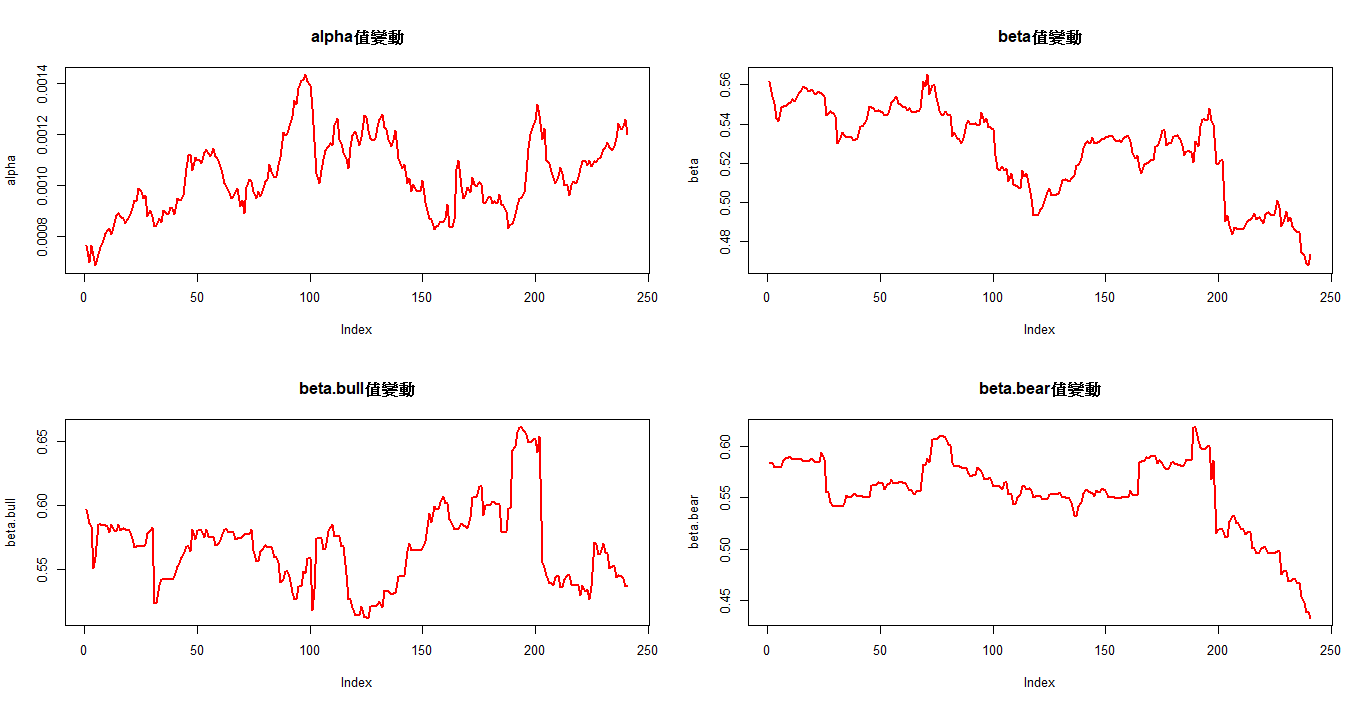 alpha值變動
alpha
0.0008 0.0010 0.0012 0.0014
0 50 100 150 200 250
Index
beta值變動
beta
0.48 0.50 0.52 0.54 0.56
0 50 100 150 200 250
Index
beta.bull值變動
beta.bull
0.55 0.60 0.65
0 50 100 150 200 250
Index
beta.bear值變動
beta.bear
0.45 0.50 0.55 0.60
0 50 100 150 200 250
Index